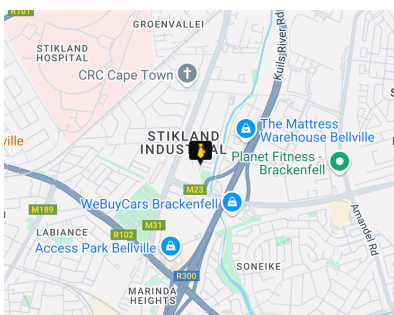 R101
GROENVALLEI
STIKLAND
HOSPITAL
CRC Cape Town
Kuils River Rd
STIKLAND
INDUSTRIAL
The Mattress
Warehouse Bellville
ville
Planet Fitness -
Brackenfell
M23
WeBuyCars Brackenfell
M189
M31
R102
LABIANCE
Access Park Bellville
Amandel Rd
R300
SONEIKE
MARINDA
HEIGHTS